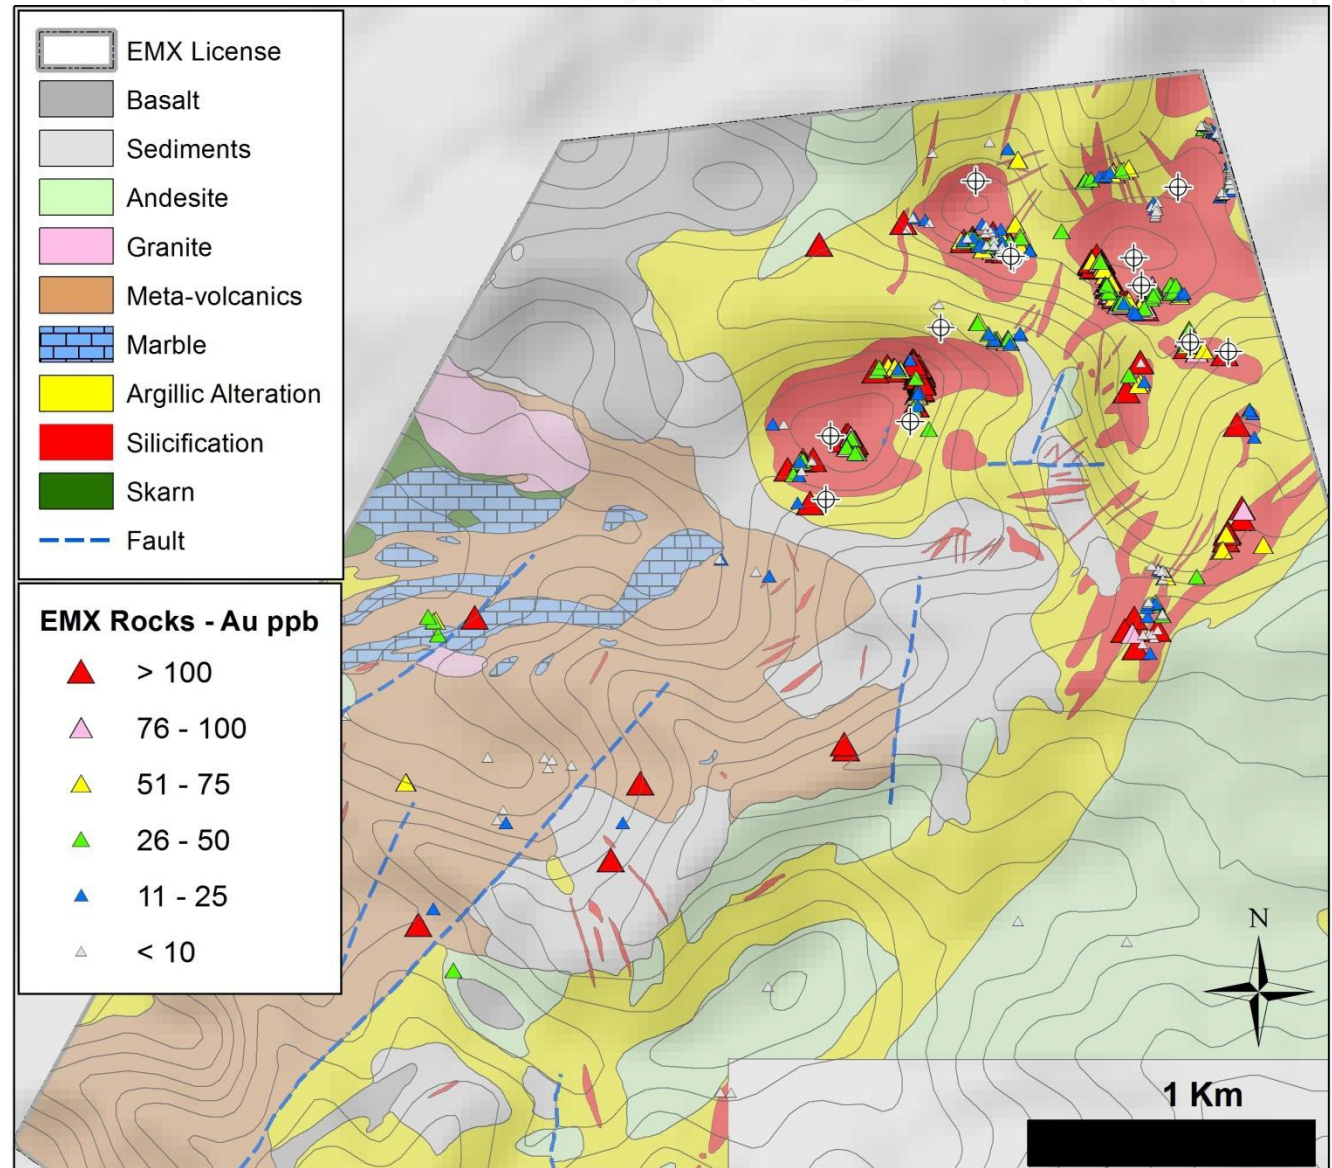 EMX License
Basalt
Sediments
Andesite
Granite
Meta-volcanics
Marble
Argillic Alteration
Silicification
Skarn
Fault
EMX Rocks - Au ppb
> 100
76 - 100
51 - 75
26 - 50
11 - 25
< 10
N
1 Km